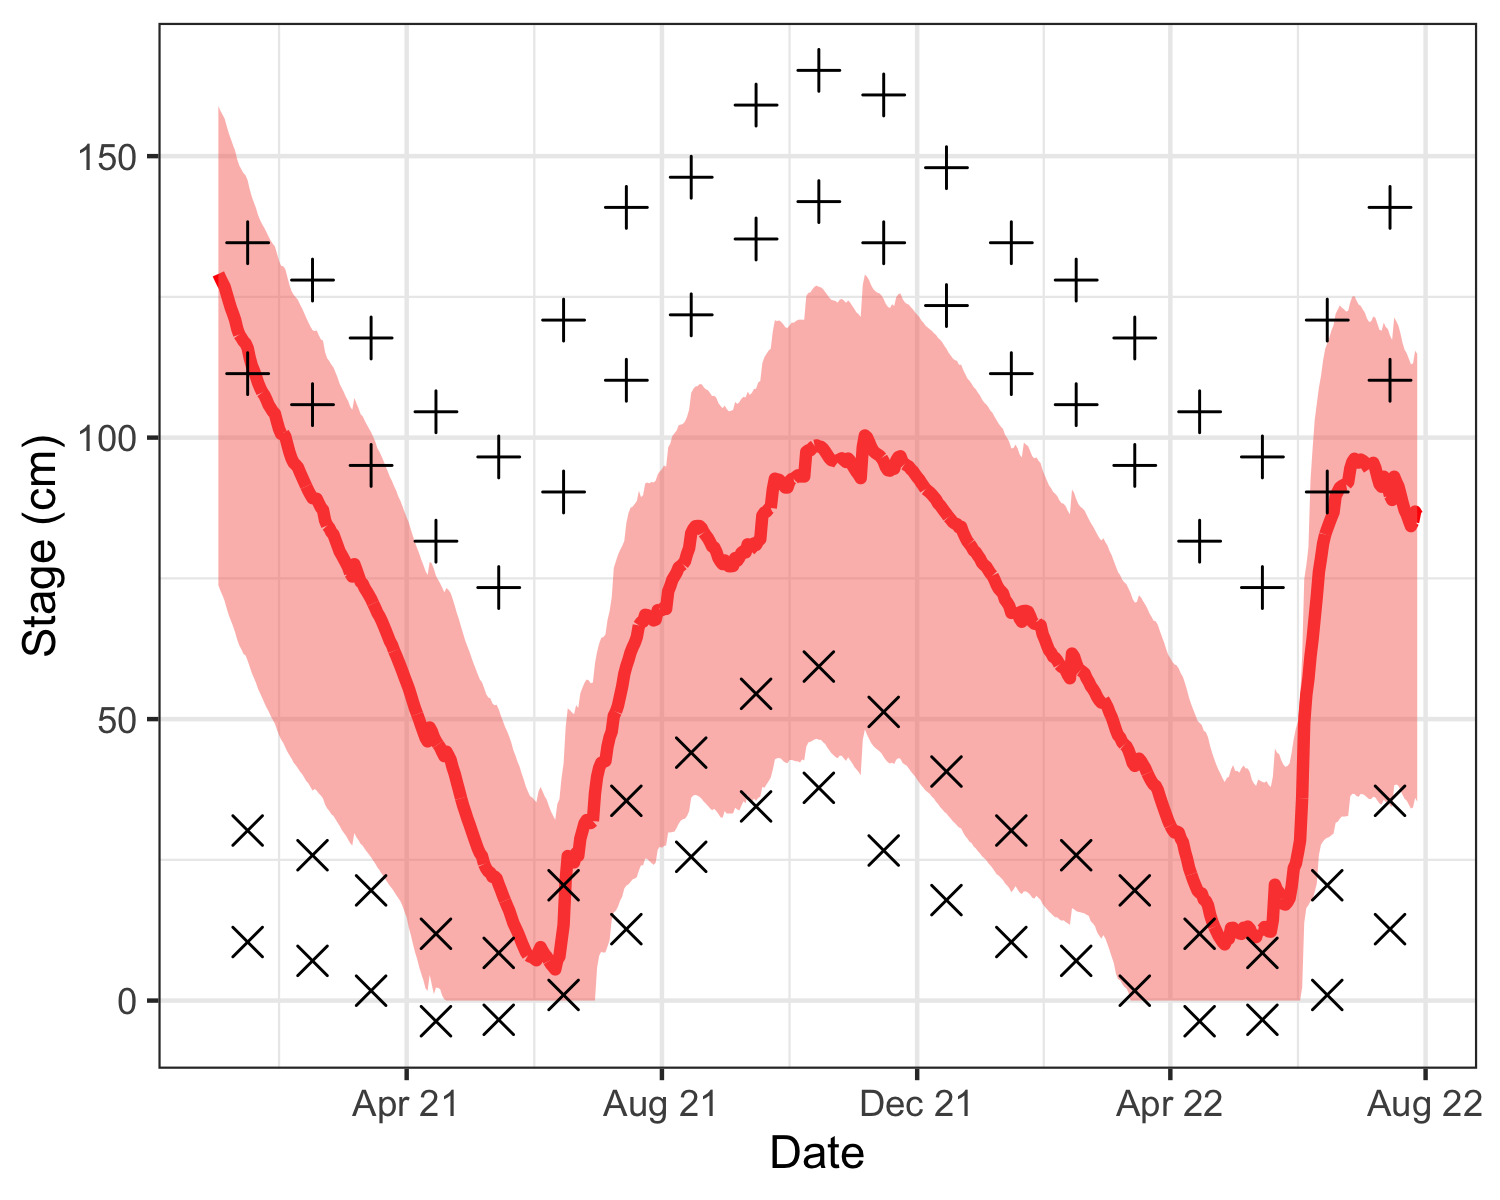 150
100
50
0
Stage (cm)
Apr 21
Aug 21
Dec 21
Apr 22
Aug 22
Date